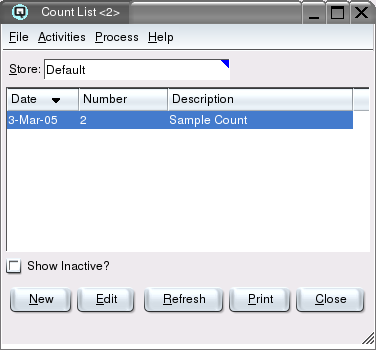 Count List <2>
File Activities Process Help
Store: Default
Date Number Description
3-Mar-05 2 Sample Count
Show Inactive?
New Edit Refresh Print Close